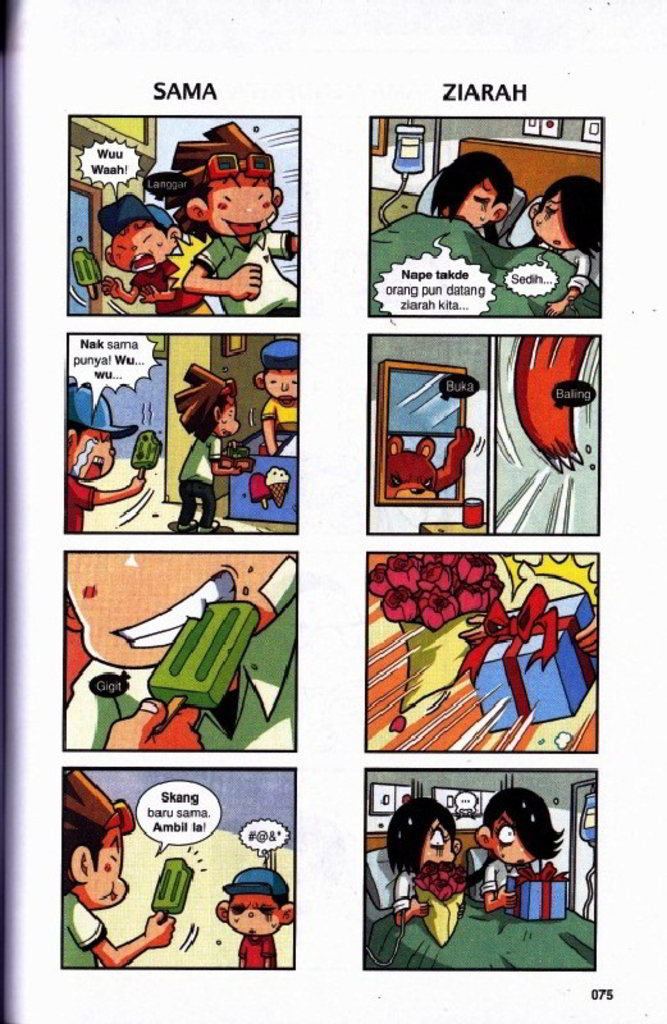 SAMA
Wuu
Waah!
Langgar
Nak sama
punya! Wu...
wu...
Gigit
Skang
baru sama.
Ambil la!
#@&*
ZIARAH
Nape takde
orang pun datang
ziarah kita...
Sedih...
Buka
Baling
...
075